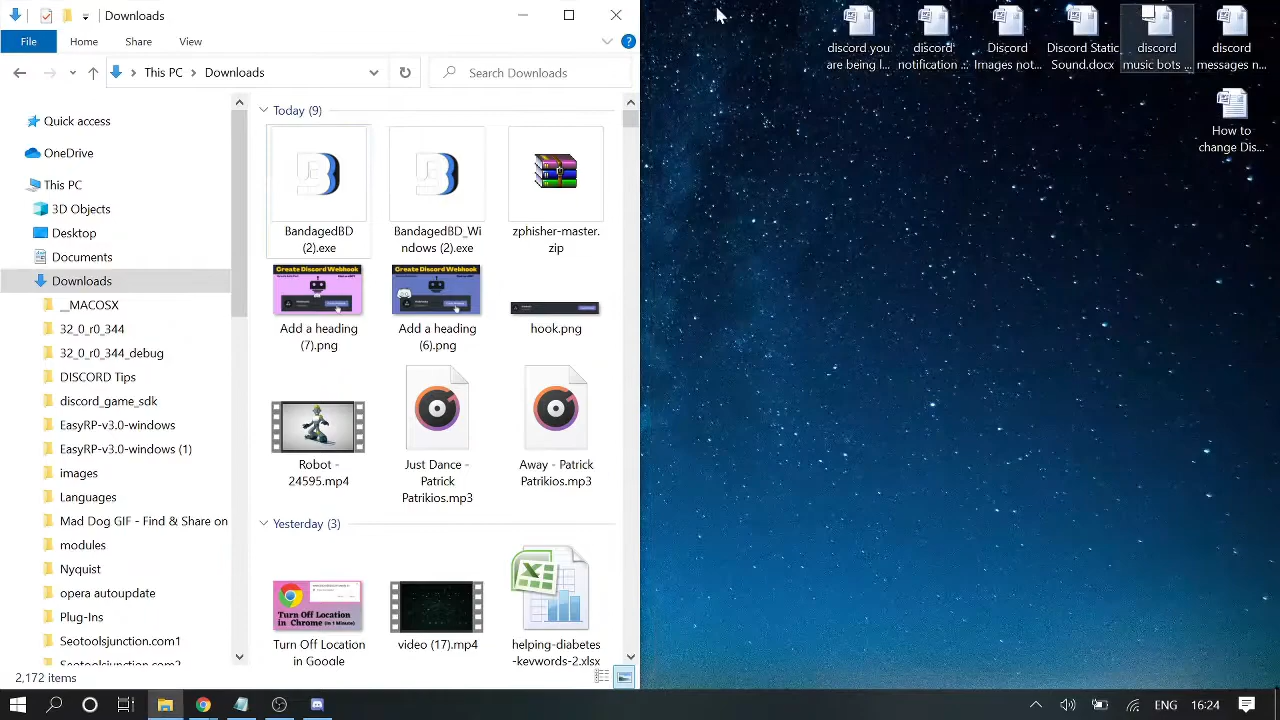 Downloads
File
Home
Share
View
This PC
Downloads
Search Downloads
Quick access
OneDrive
This PC
3D Objects
Desktop
Documents
Downloads
__MACOSX
32_0_r0_344
32_0_r0_344_debug
DISCORD Tips
discord_game_sdk
EasyRP-v3.0-windows
EasyRP-v3.0-windows (1)
images
Languages
Mad Dog GIF - Find & Share on
modules
Nyquist
opera autoupdate
Plug-Ins
Seotoolsjunction.com1
Seotoolsjunction.com2
Today (9)
BandagedBD
(2).exe
BandagedBD_Wi
ndows (2).exe
zphisher-master.
zip
Create Discord Webhook
Add a heading
(7).png
Create Discord Webhook
Add a heading
(6).png
hook.png
Robot -
24595.mp4
Just Dance -
Patrick
Patrikios.mp3
Away - Patrick
Patrikios.mp3
Yesterday (3)
Turn Off Location
in Chrome (in 1 Minute)
Turn Off Location
in Google
video (17).mp4
helping-diabetes
-keywords-2.xlsx
2,172 items
discord you
are being l...
discord
notification ...
Discord
Images not...
Discord Static
Sound.docx
discord
music bots ...
discord
messages n...
How to
change Dis...
ENG
16:24